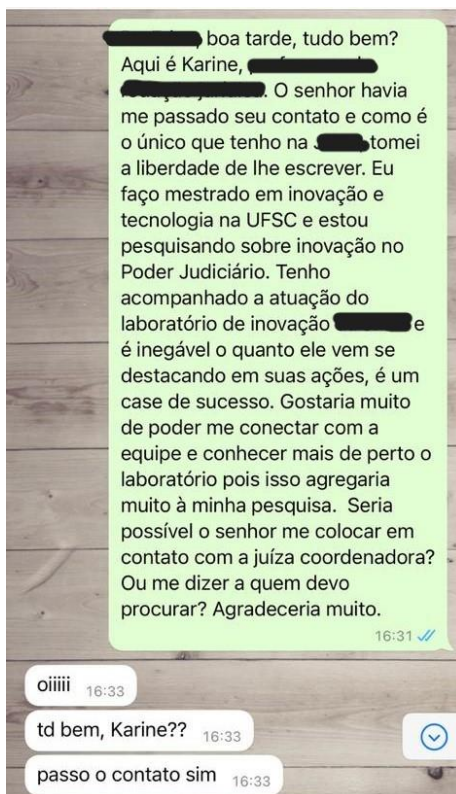 , boa tarde, tudo bem?
Aqui é Karine,
. O senhor havia
me passado seu contato e como é
o único que tenho na tomei
a liberdade de lhe escrever. Eu
faço mestrado em inovação e
tecnologia na UFSC e estou
pesquisando sobre inovação no
Poder Judiciário. Tenho
acompanhado a atuação do
laboratório de inovação e
é inegável o quanto ele vem se
destacando em suas ações, é um
case de sucesso. Gostaria muito
de poder me conectar com a
equipe e conhecer mais de perto o
laboratório pois isso agregaria
muito à minha pesquisa. Seria
possível o senhor me colocar em
contato com a juíza coordenadora?
Ou me dizer a quem devo
procurar? Agradeceria muito.
16:31
oiiiii 16:33
td bem, Karine?? 16:33
passo o contato sim 16:33